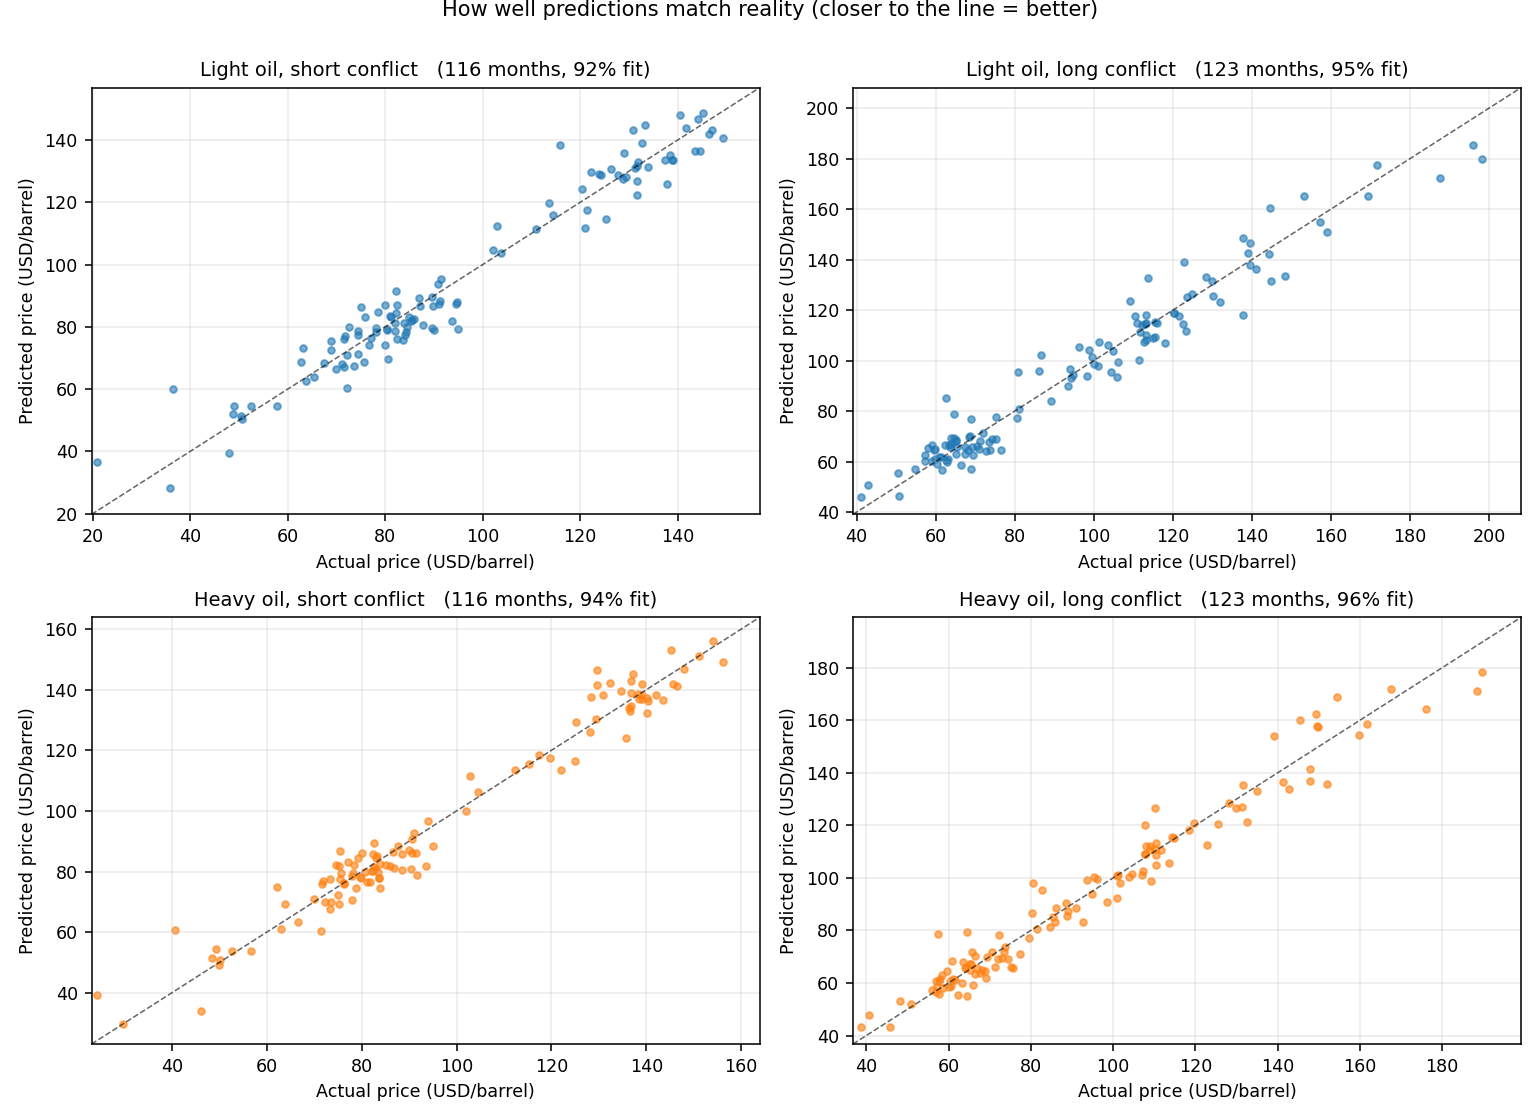 How well predictions match reality (closer to the line = better)
Light oil, short conflict (116 months, 92% fit)
Predicted price (USD/barrel)
140
120
100
80
60
40
20
20 40 60 80 100 120 140
Actual price (USD/barrel)
Light oil, long conflict (123 months, 95% fit)
Predicted price (USD/barrel)
200
180
160
140
120
100
80
60
40
40 60 80 100 120 140 160 180 200
Actual price (USD/barrel)
Heavy oil, short conflict (116 months, 94% fit)
Predicted price (USD/barrel)
160
140
120
100
80
60
40
40 60 80 100 120 140 160
Actual price (USD/barrel)
Heavy oil, long conflict (123 months, 96% fit)
Predicted price (USD/barrel)
180
160
140
120
100
80
60
40
40 60 80 100 120 140 160 180
Actual price (USD/barrel)